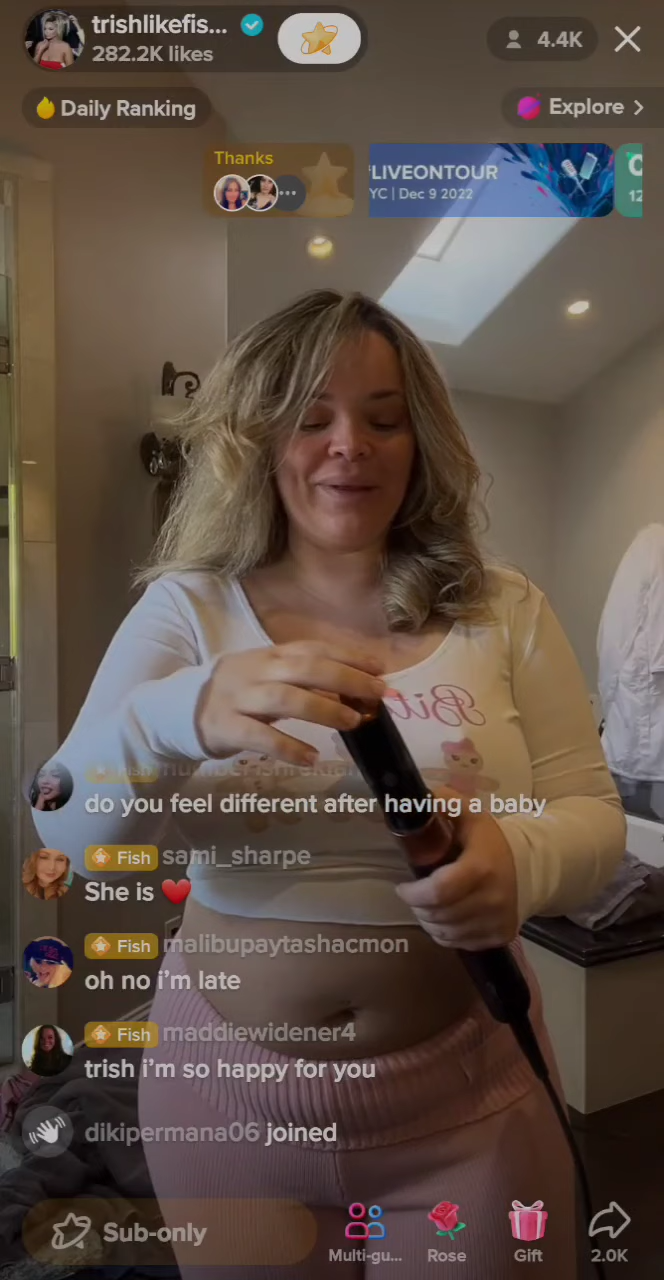 trishlikefis...
282.2K likes
4.4K
Daily Ranking
Explore >
Thanks
LIVEONTOUR
YC | Dec 9 2022
12
Bit
do you feel different after having a baby
Fish sami_sharpe
She is ❤️
Fish malibupaytashacmon
oh no i'm late
Fish maddiewidener4
trish i'm so happy for you
dikipermana06 joined
Sub-only
Multi-gu...
Rose
Gift
2.0K